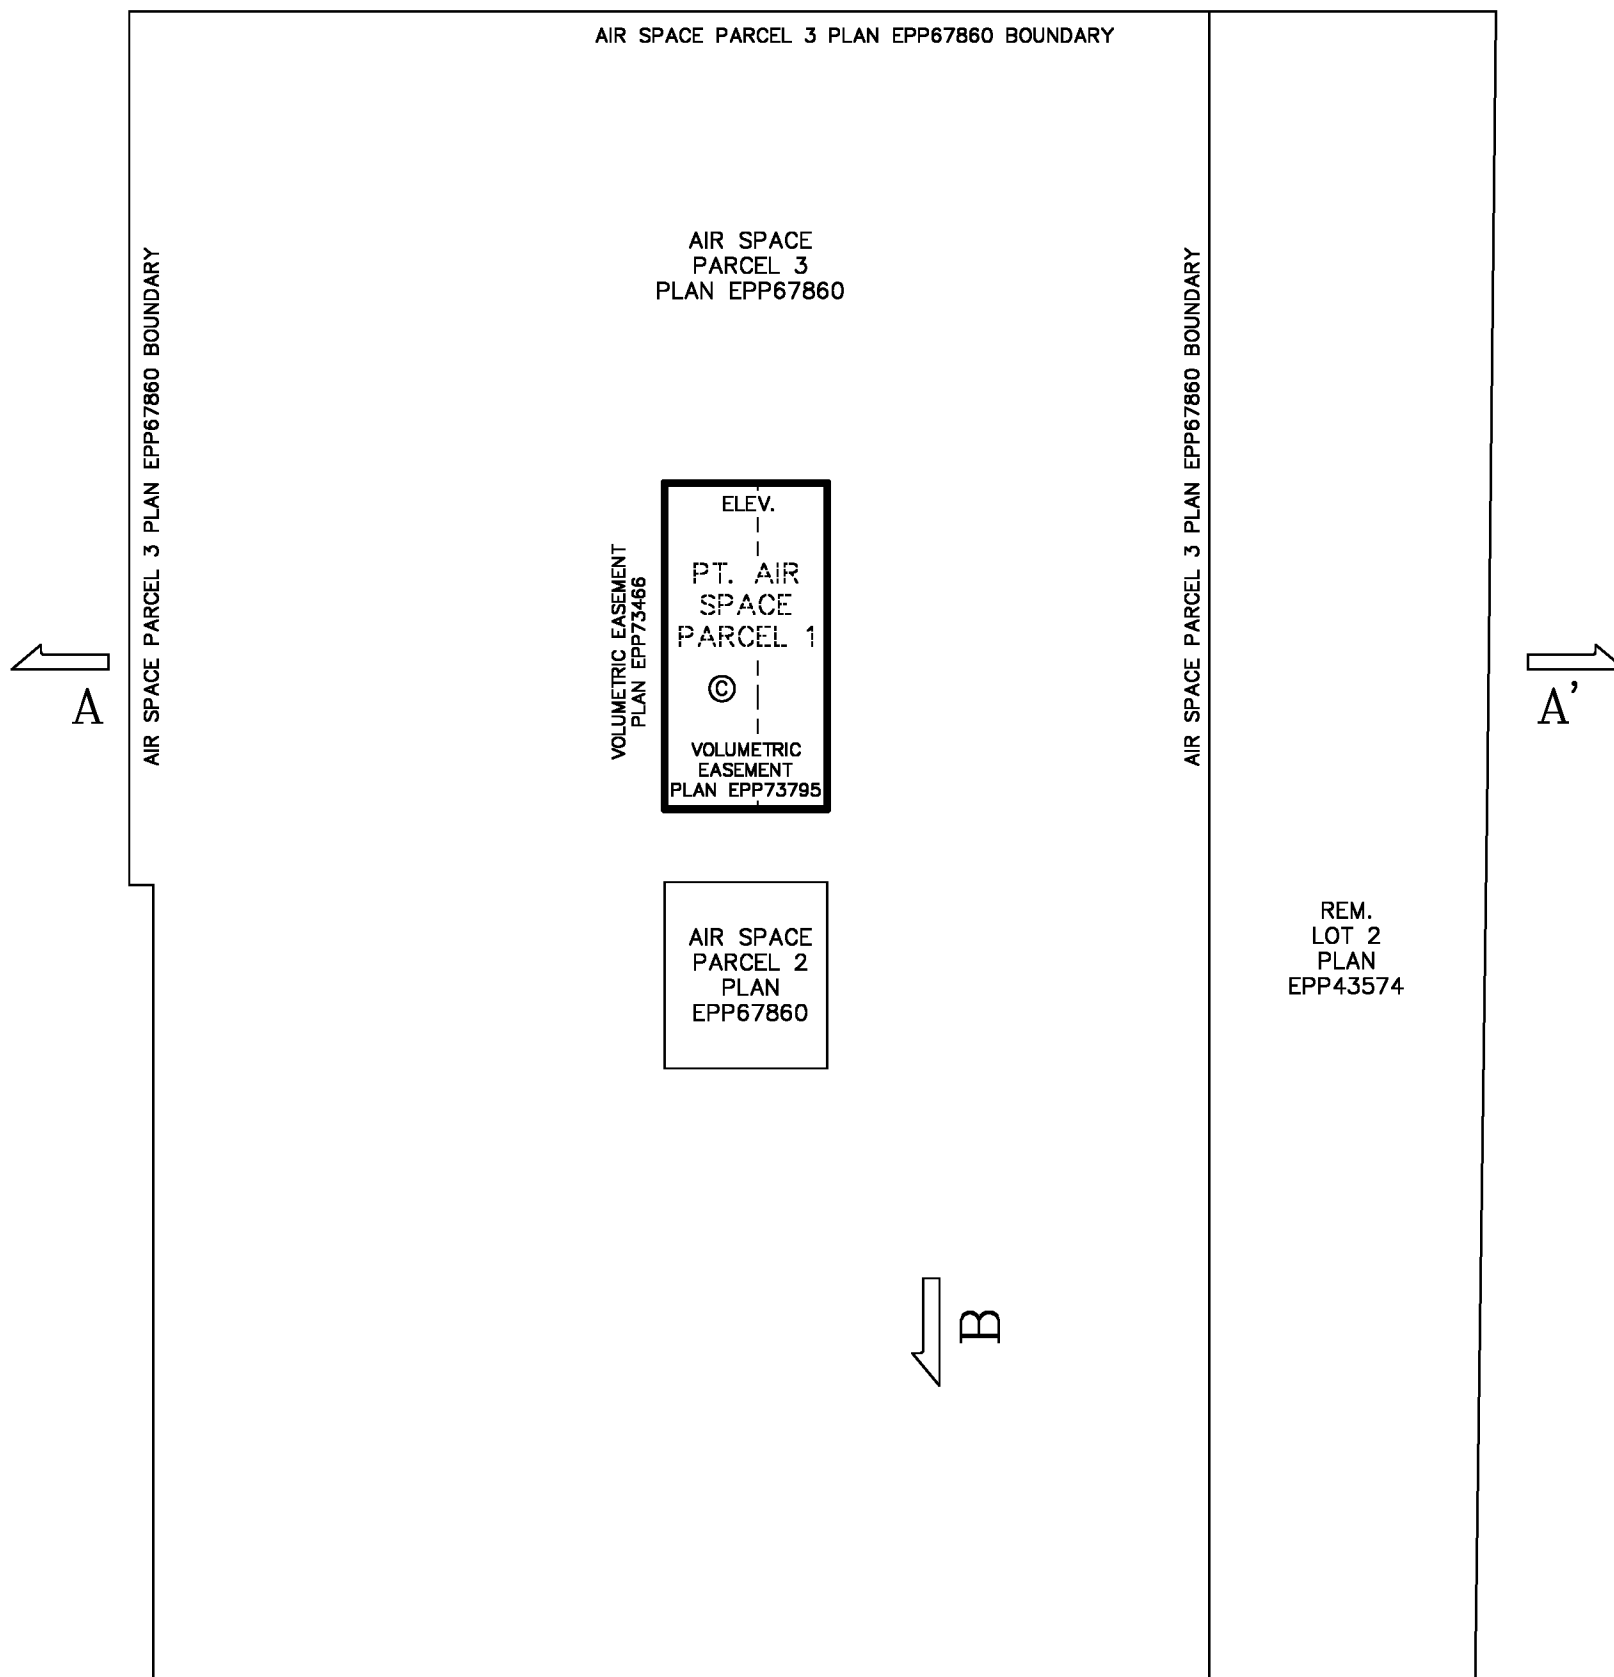 AIR SPACE PARCEL 3 PLAN EPP67860 BOUNDARY
AIR SPACE
PARCEL 3
PLAN EPP67860
AIR SPACE PARCEL 3 PLAN EPP67860 BOUNDARY
AIR SPACE PARCEL 3 PLAN EPP67860 BOUNDARY
ELEV.
VOLUMETRIC EASEMENT
PLAN EPP73466
PT. AIR
SPACE
PARCEL 1
©
VOLUMETRIC
EASEMENT
PLAN EPP73795
A
A'
AIR SPACE
PARCEL 2
PLAN
EPP67860
REM.
LOT 2
PLAN
EPP43574
B